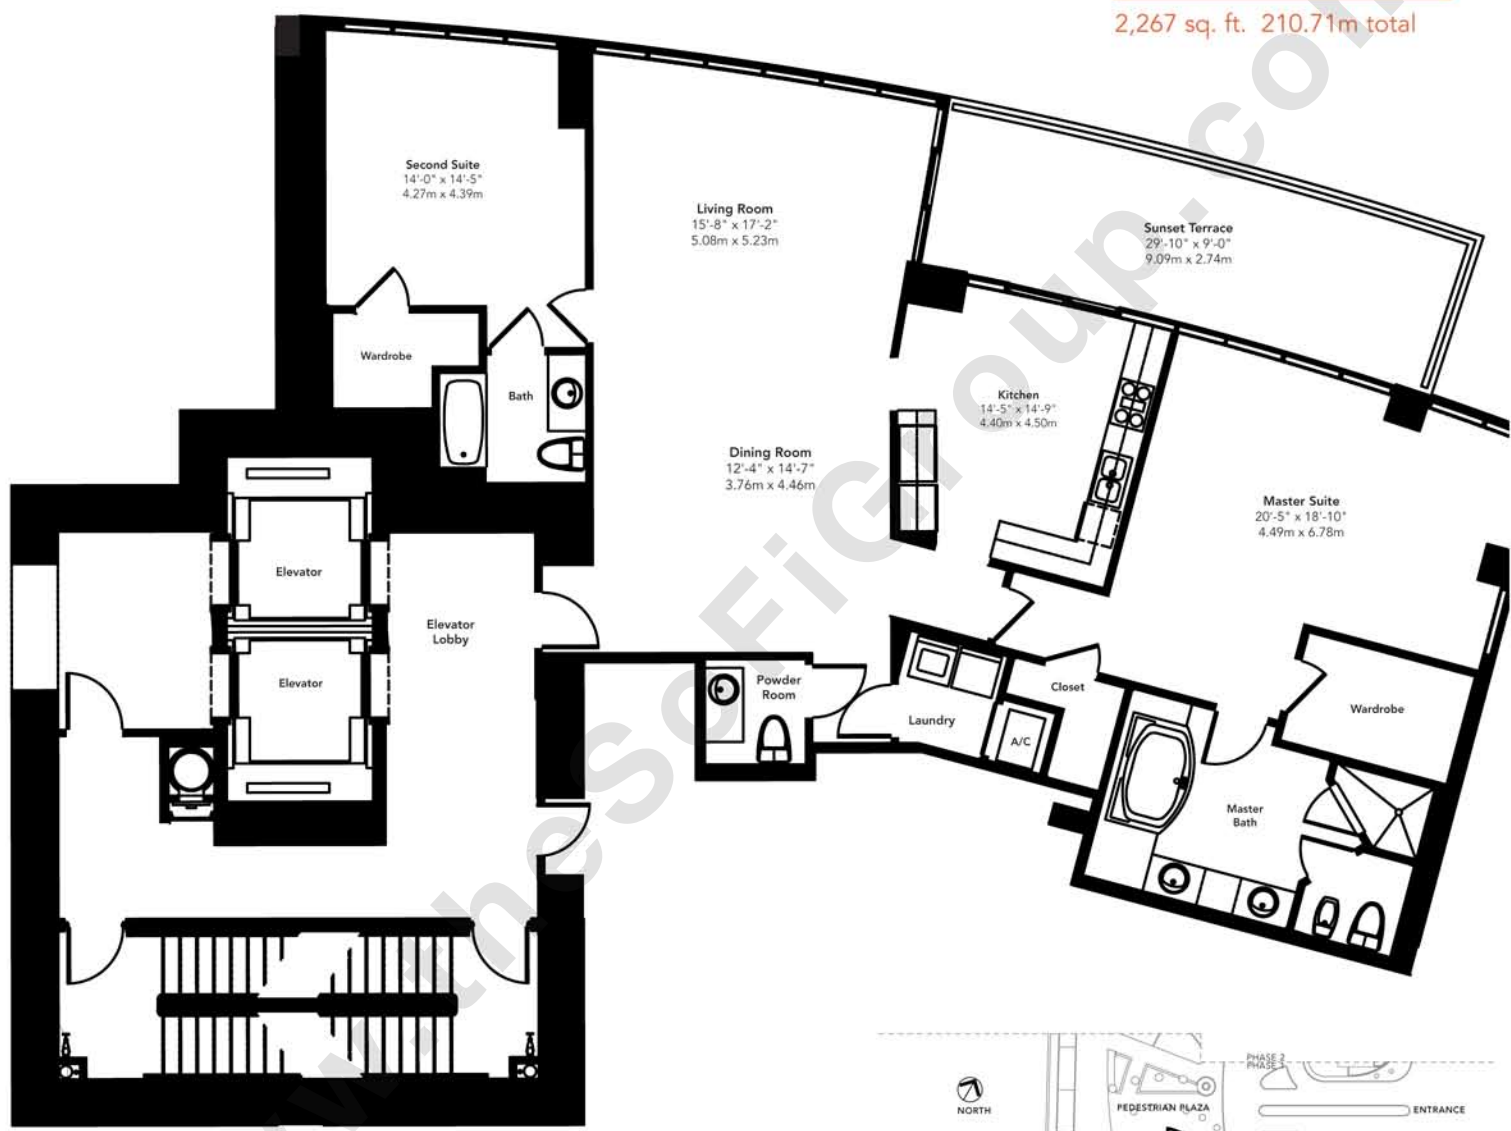 2,267 sq. ft. 210.71m total
Second Suite
14'-0" x 14'-5"
4.27m x 4.39m
Living Room
15'-8" x 17'-2"
5.08m x 5.23m
Sunset Terrace
29'-10" x 9'-0"
9.09m x 2.74m
Wardrobe
Bath
Kitchen
14'-5" x 14'-9"
4.40m x 4.50m
Dining Room
12'-4" x 14'-7"
3.76m x 4.46m
Master Suite
20'-5" x 18'-10"
4.49m x 6.78m
Elevator
Elevator
Lobby
Elevator
Powder
Room
Closet
Laundry
A/C
Wardrobe
Master
Bath
www.theSoFiGroup.com
PHASE 2
PHASE 1
NORTH
PEDESTRIAN PLAZA
ENTRANCE